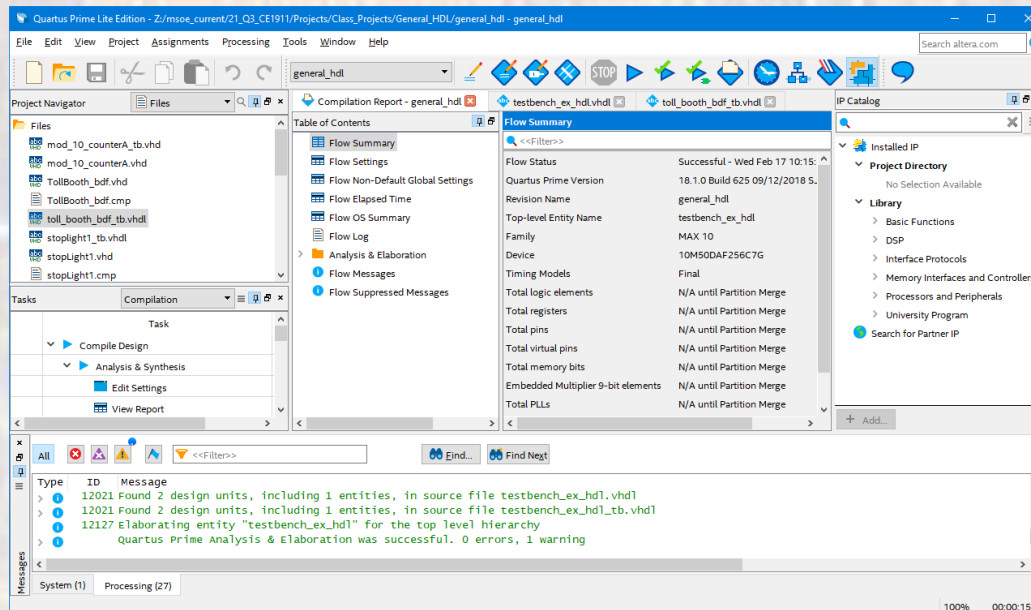 Quartus Prime Lite Edition - Z:/msoe_current/21_Q3_CE1911/Projects/Class_Projects/General_HDL/general_hdl - general_hdl
File Edit View Project Assignments Processing Tools Window Help
Search altera.com
general_hdl
STOP
Project Navigator
Files
Files
mod_10_counterA_tb.vhd
mod_10_counterA.vhd
TollBooth_bdf.vhd
TollBooth_bdf.cmp
toll_booth_bdf_tb.vhdl
stoplight1_tb.vhdl
stopLight1.vhd
stopLight1.cmp
Tasks
Compilation
Task
Compile Design
Analysis & Synthesis
Edit Settings
View Report
Compilation Report - general_hdl
testbench_ex_hdl.vhdl
toll_booth_bdf_tb.vhdl
Table of Contents
Flow Summary
Flow Settings
Flow Non-Default Global Settings
Flow Elapsed Time
Flow OS Summary
Flow Log
Analysis & Elaboration
Flow Messages
Flow Suppressed Messages
Flow Summary
<<Filter>>
Flow Status Successful - Wed Feb 17 10:15:
Quartus Prime Version 18.1.0 Build 625 09/12/2018 S.
Revision Name general_hdl
Top-level Entity Name testbench_ex_hdl
Family MAX 10
Device 10M50DAF256C7G
Timing Models Final
Total logic elements N/A until Partition Merge
Total registers N/A until Partition Merge
Total pins N/A until Partition Merge
Total virtual pins N/A until Partition Merge
Total memory bits N/A until Partition Merge
Embedded Multiplier 9-bit elements N/A until Partition Merge
Total PLLs N/A until Partition Merge
IP Catalog
Installed IP
Project Directory
No Selection Available
Library
Basic Functions
DSP
Interface Protocols
Memory Interfaces and Controller
Processors and Peripherals
University Program
Search for Partner IP
+ Add...
All
<<Filter>>
Find...
Find Next
Type ID Message
12021 Found 2 design units, including 1 entities, in source file testbench_ex_hdl.vhdl
12021 Found 2 design units, including 1 entities, in source file testbench_ex_hdl_tb.vhdl
12127 Elaborating entity "testbench_ex_hdl" for the top level hierarchy
Quartus Prime Analysis & Elaboration was successful. 0 errors, 1 warning
Messages
System (1) Processing (27)
100% 00:00:15